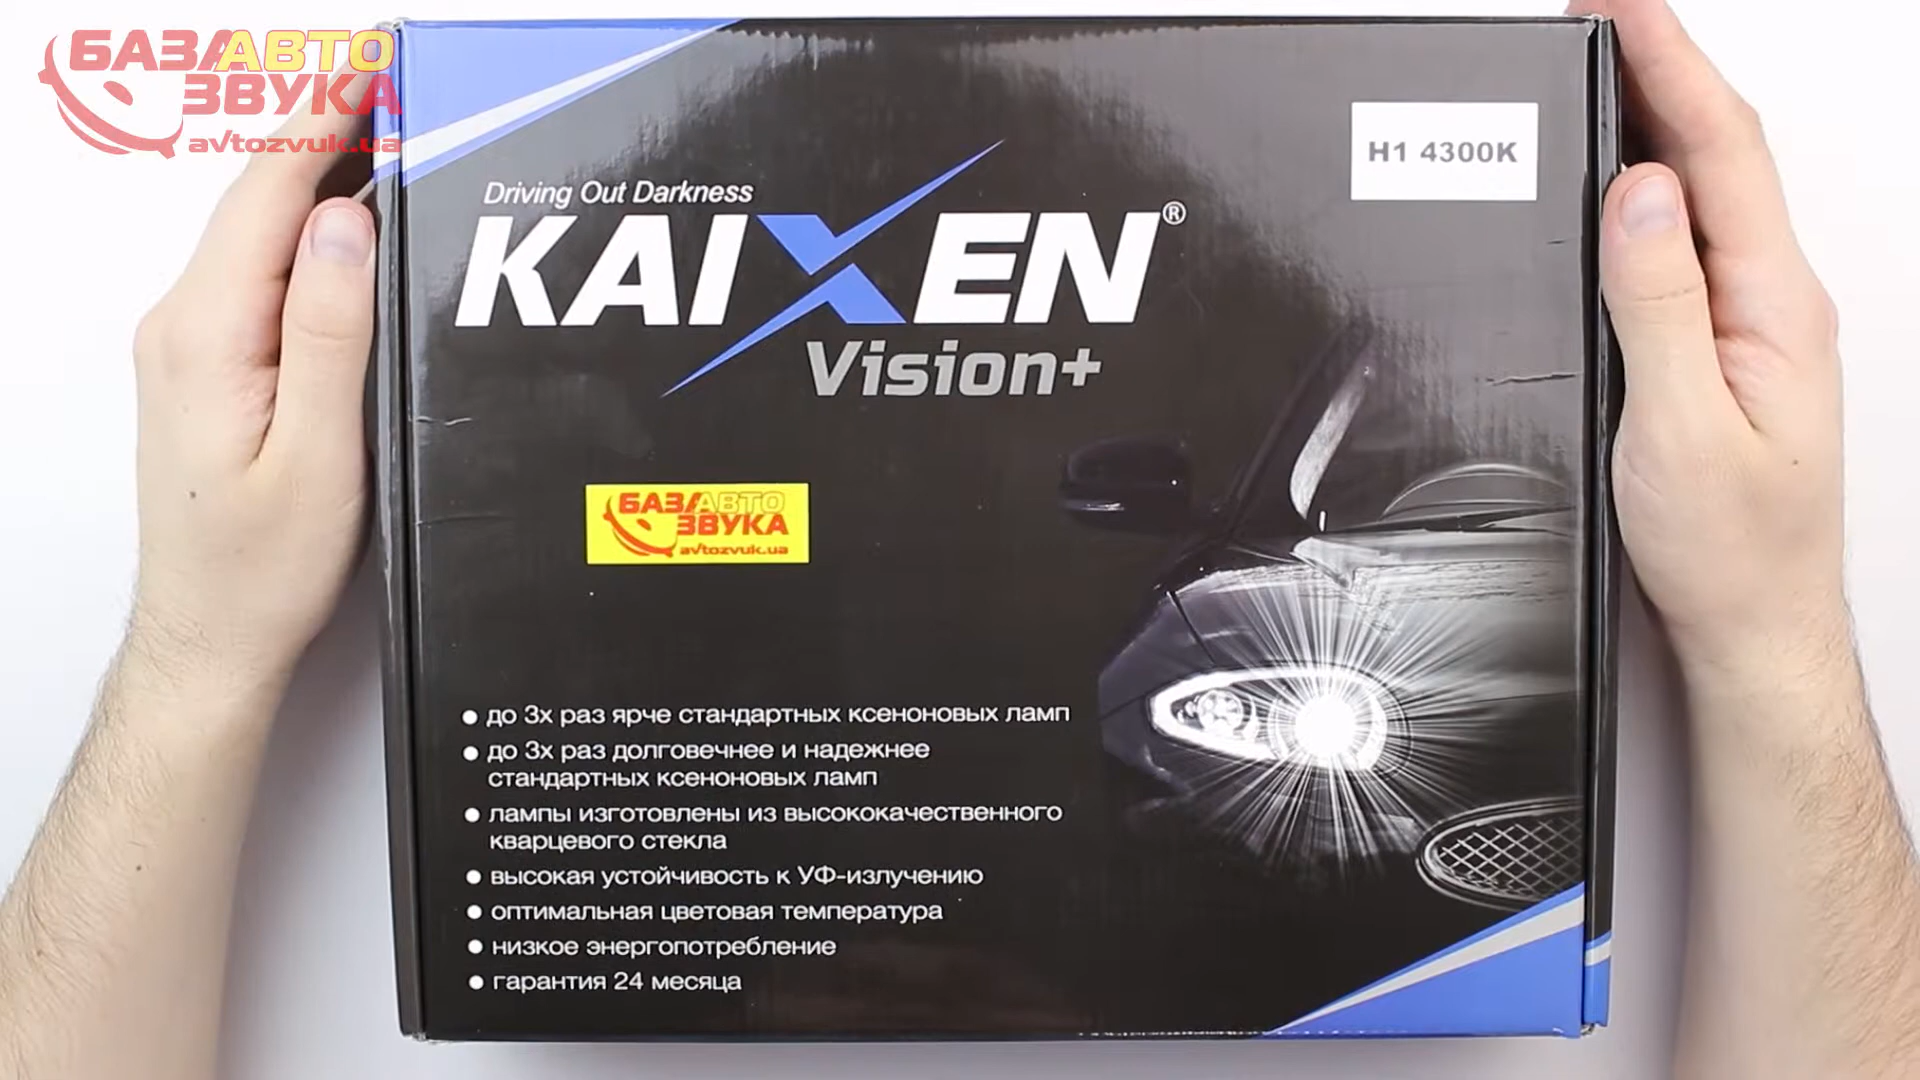 БАЗА АВТО
ЗВУКА
avtozvuk.ua
H1 4300K
Driving Out Darkness
KAIXEN®
Vision+
БАЗА АВТО
ЗВУКА
avtozvuk.ua
● до 3х раз ярче стандартных ксеноновых ламп
● до 3х раз долговечнее и надежнее
стандартных ксеноновых ламп
● лампы изготовлены из высококачественного
кварцевого стекла
● высокая устойчивость к УФ-излучению
● оптимальная цветовая температура
● низкое энергопотребление
● гарантия 24 месяца